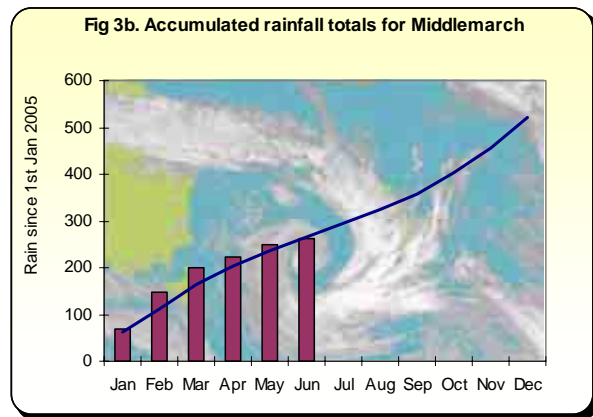 Fig 3b. Accumulated rainfall totals for Middlemarch
600
500
400
300
200
100
0
Rain since 1st Jan 2005
Jan Feb Mar Apr May Jun Jul Aug Sep Oct Nov Dec